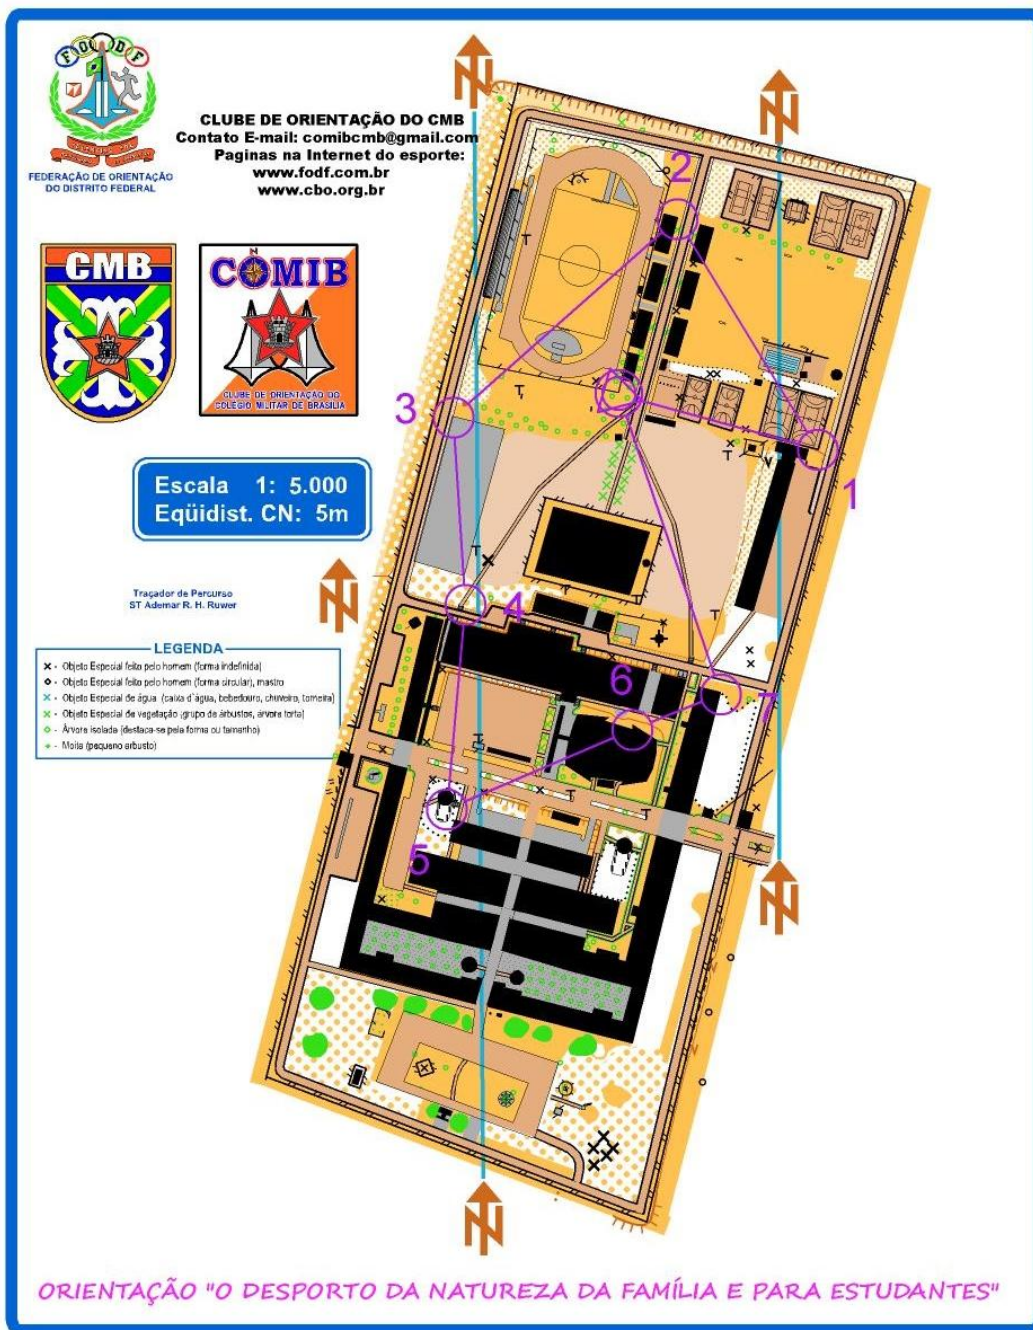 FODF
FEDERAÇÃO DE ORIENTAÇÃO
DO DISTRITO FEDERAL
CLUBE DE ORIENTAÇÃO DO CMB
Contato E-mail: comibcmb@gmail.com
Paginas na Internet do esporte:
www.fodf.com.br
www.cbo.org.br
CMB
N
COMIB
CLUBE DE ORIENTAÇÃO DO
COLÉGIO MILITAR DE BRASÍLIA
Escala 1: 5.000
Eqüidist. CN: 5m
Traçador de Percurso
ST Ademar R. H. Ruwer
LEGENDA
- Objeto Especial feito pelo homem (forma indefinida)
- Objeto Especial feito pelo homem (forma circular), mastro
- Objeto Especial de água (caixa d'água, bebedouro, chuveiro, torneira)
- Objeto Especial de vegetação (grupo de arbustos, árvore torta)
- Árvore isolada (destaca-se pela forma ou tamanho)
- Moita (pequeno arbusto)
N
N
N
N
N
2
3
1
4
6
7
5
ORIENTAÇÃO "O DESPORTO DA NATUREZA DA FAMÍLIA E PARA ESTUDANTES"